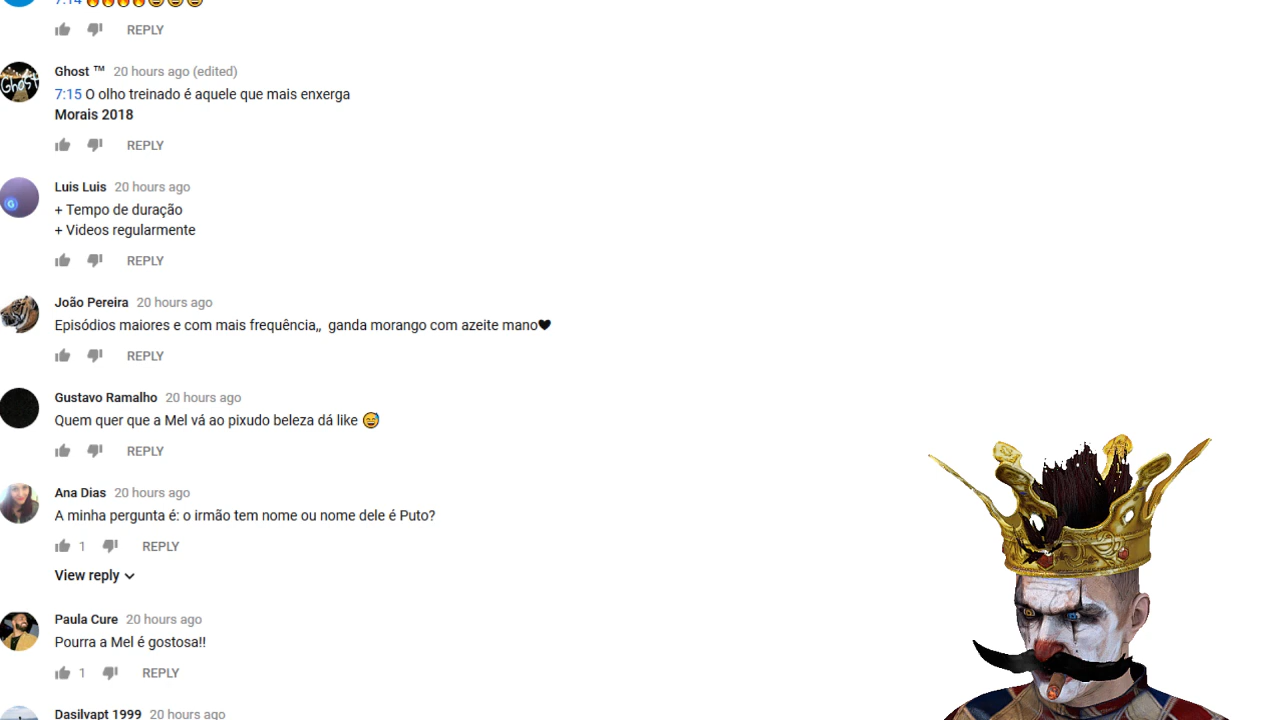 7:14 🔥🔥🔥🔥😂😂😂
REPLY
Ghost ™ 20 hours ago (edited)
7:15 O olho treinado é aquele que mais enxerga
Morais 2018
REPLY
Luis Luis 20 hours ago
+ Tempo de duração
+ Videos regularmente
REPLY
João Pereira 20 hours ago
Episódios maiores e com mais frequência,, ganda morango com azeite mano🖤
REPLY
Gustavo Ramalho 20 hours ago
Quem quer que a Mel vá ao pixudo beleza dá like 😅
REPLY
Ana Dias 20 hours ago
A minha pergunta é: o irmão tem nome ou nome dele é Puto?
1 REPLY
View reply
Paula Cure 20 hours ago
Pourra a Mel é gostosa!!
1 REPLY
Dasilvapt 1999 20 hours ago